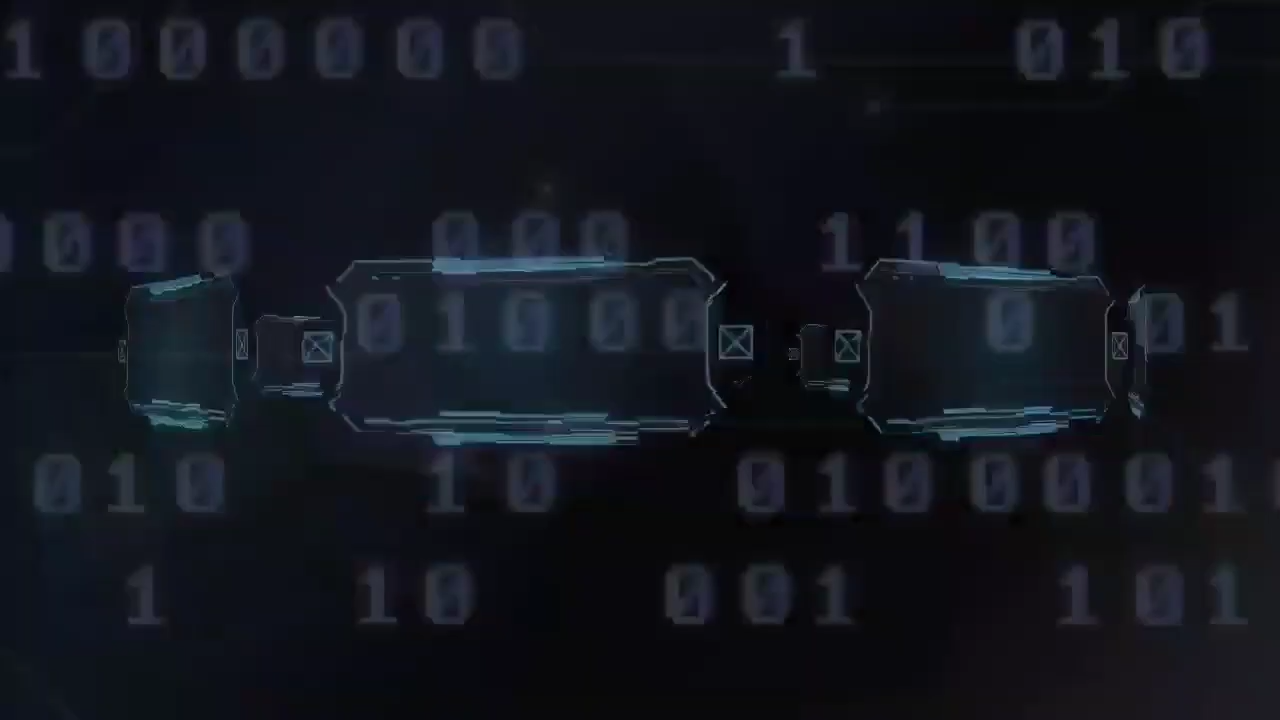 1 0 0 0 0 0 0 1 0 1 0
0 0 0 0 0 0 0 1 1 0 0
0 1 0 0 0 0 0 1
0 1 0 1 0 0 1 0 0 0 0 1
1 1 0 0 0 1 1 0 1